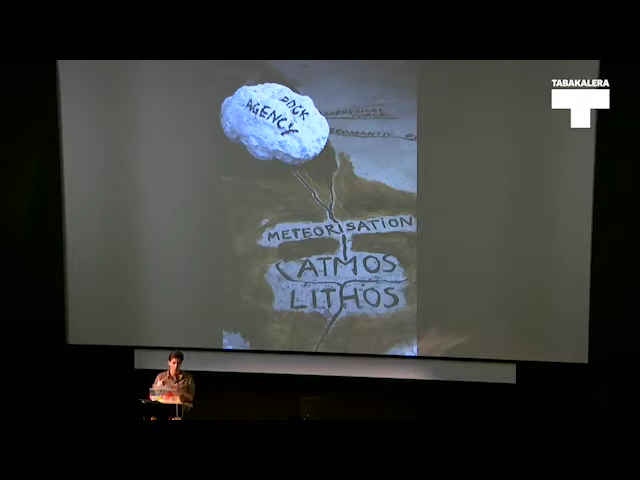 TABAKALERA
T
ROCK
AGENCY
METEORISATION
ATMOS
LITHOS